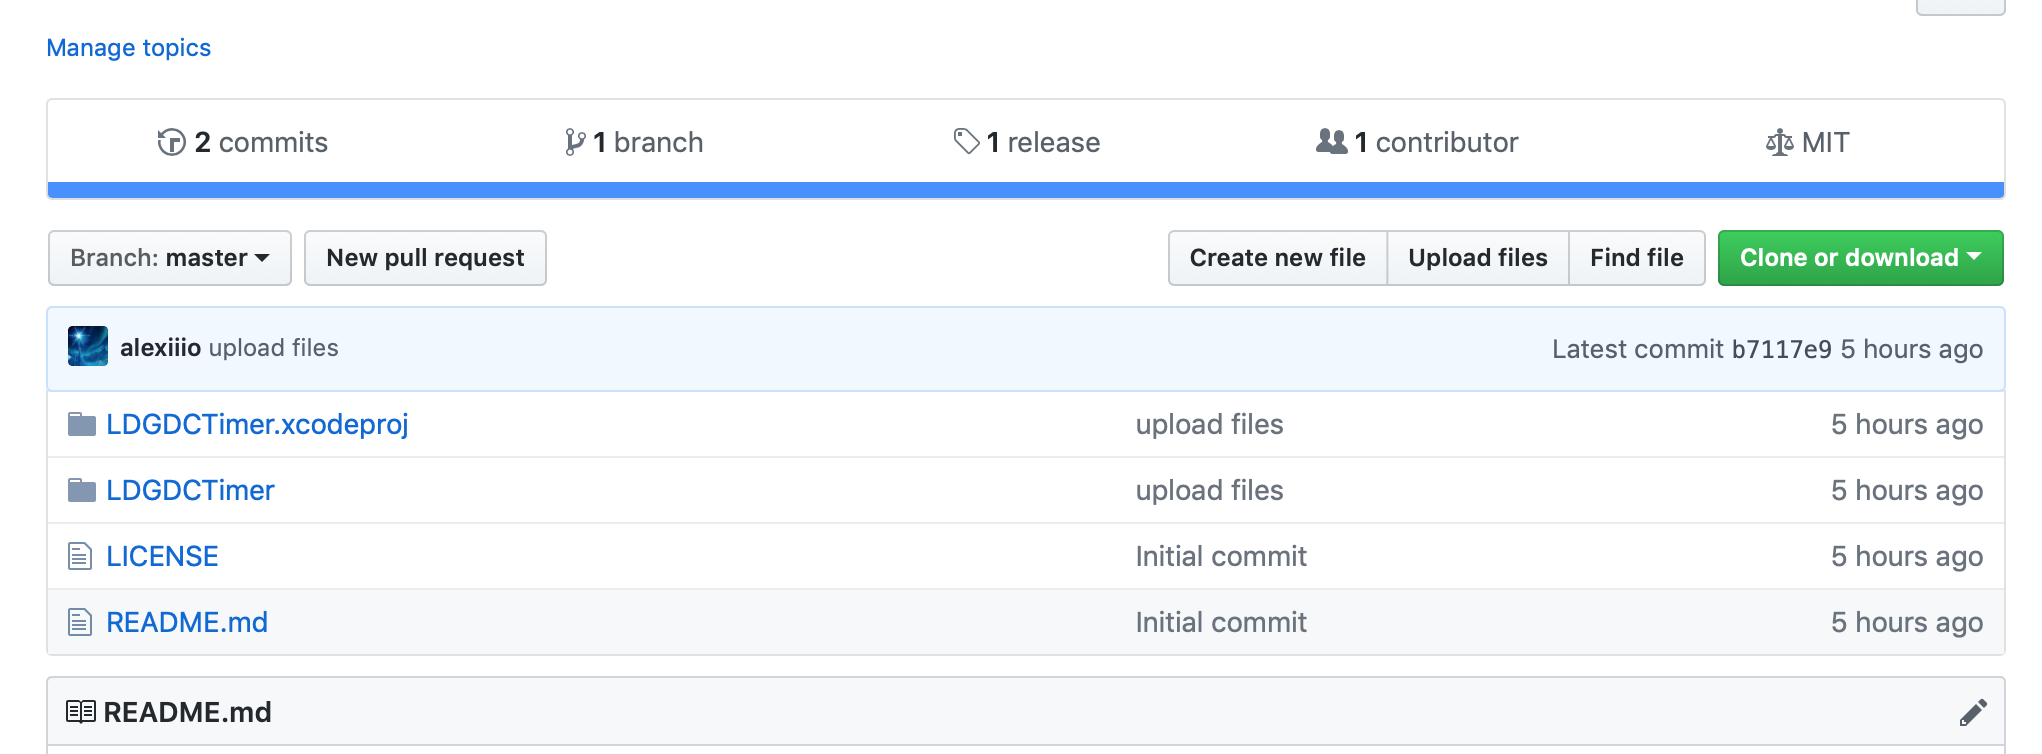 Manage topics
2 commits 1 branch 1 release 1 contributor MIT
Branch: master New pull request Create new file Upload files Find file Clone or download
alexiiio upload files Latest commit b7117e9 5 hours ago
LDGDCTimer.xcodeproj upload files 5 hours ago
LDGDCTimer upload files 5 hours ago
LICENSE Initial commit 5 hours ago
README.md Initial commit 5 hours ago
README.md